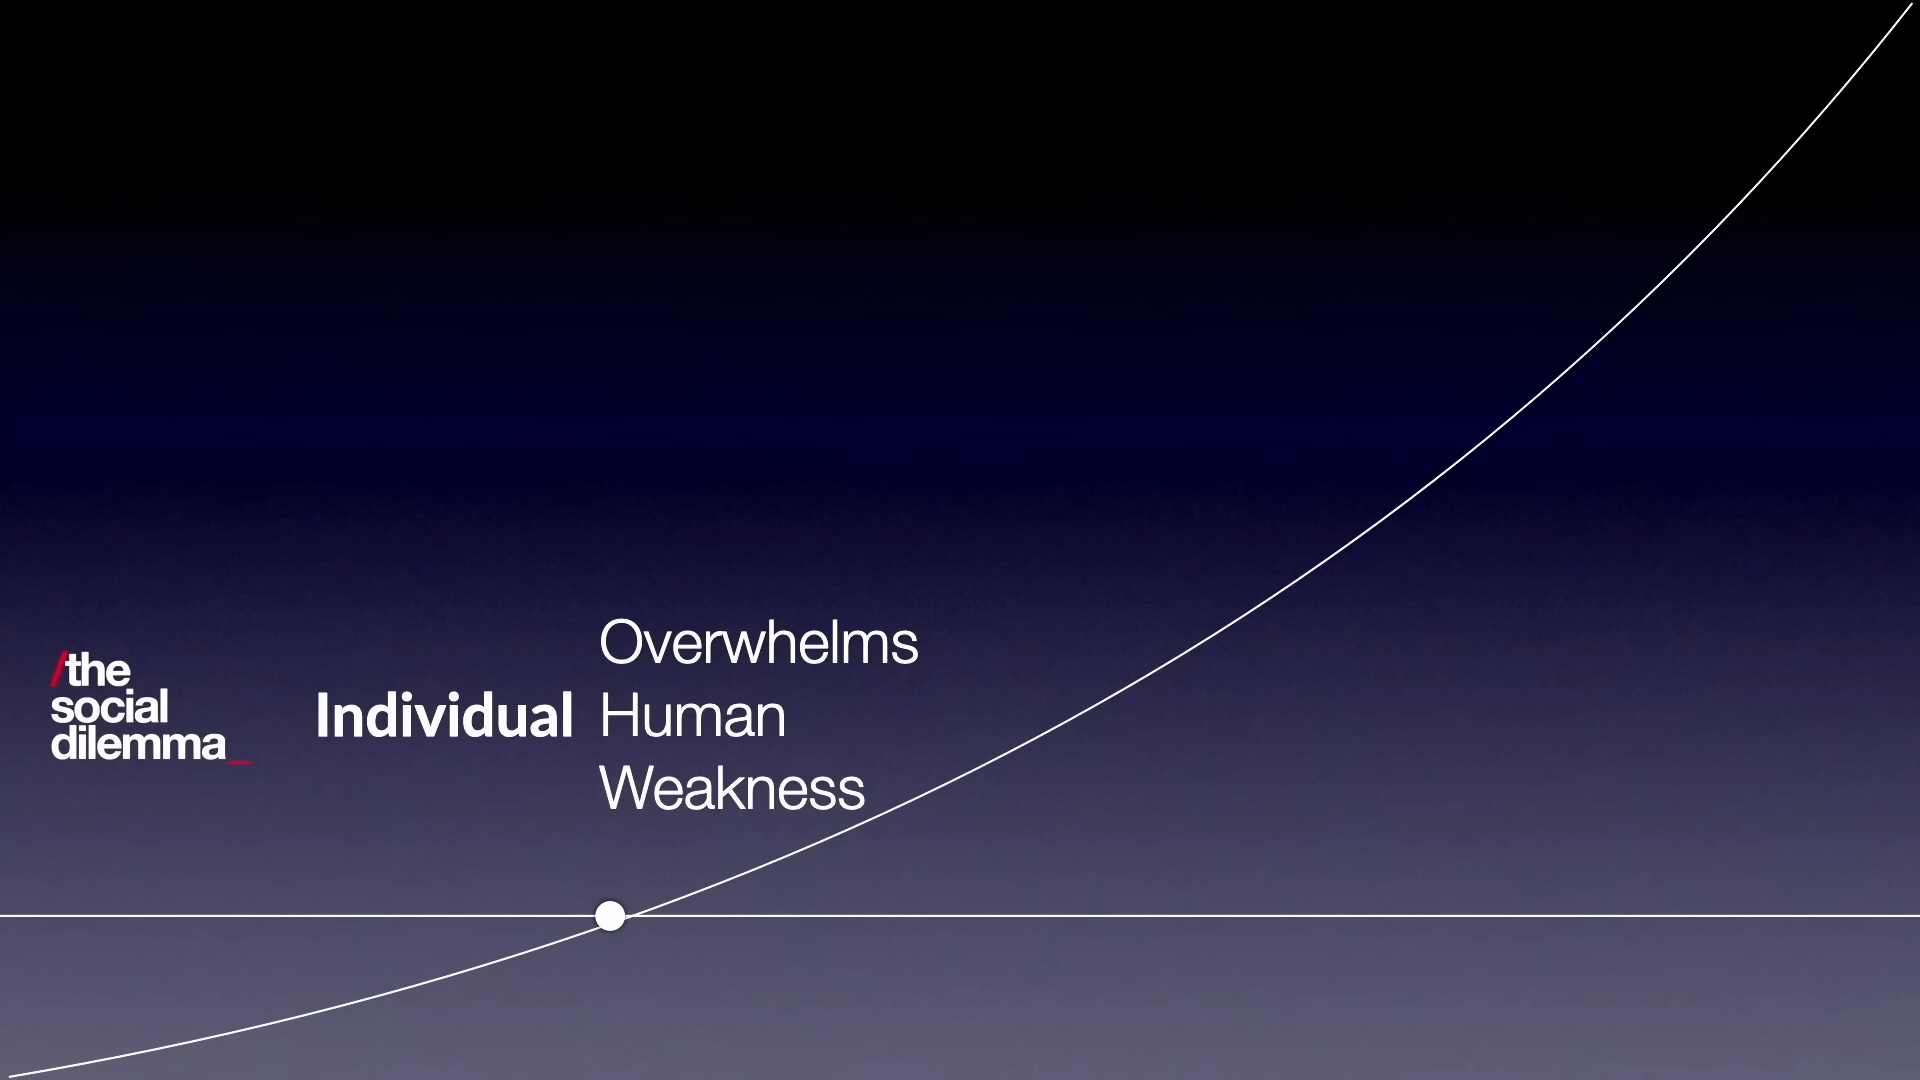 /the
social
dilemma_
Individual
Overwhelms
Human
Weakness